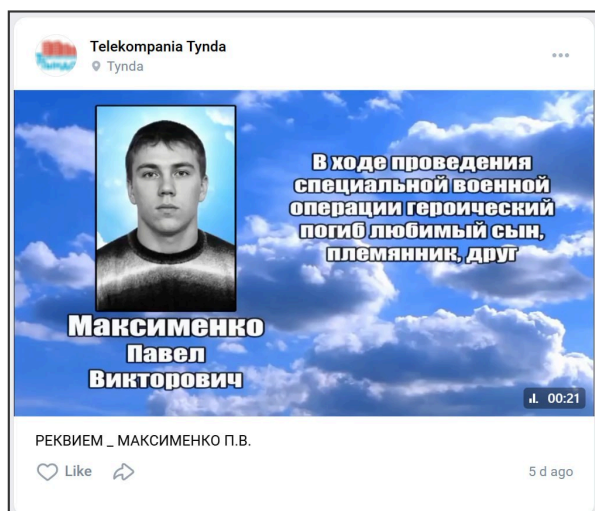 Telekompania Tynda
Tynda
В ходе проведения
специальной военной
операции героический
погиб любимый сын,
племянник, друг
Максименко
Павел
Викторович
00:21
РЕКВИЕМ _ МАКСИМЕНКО П.В.
Like
5 d ago